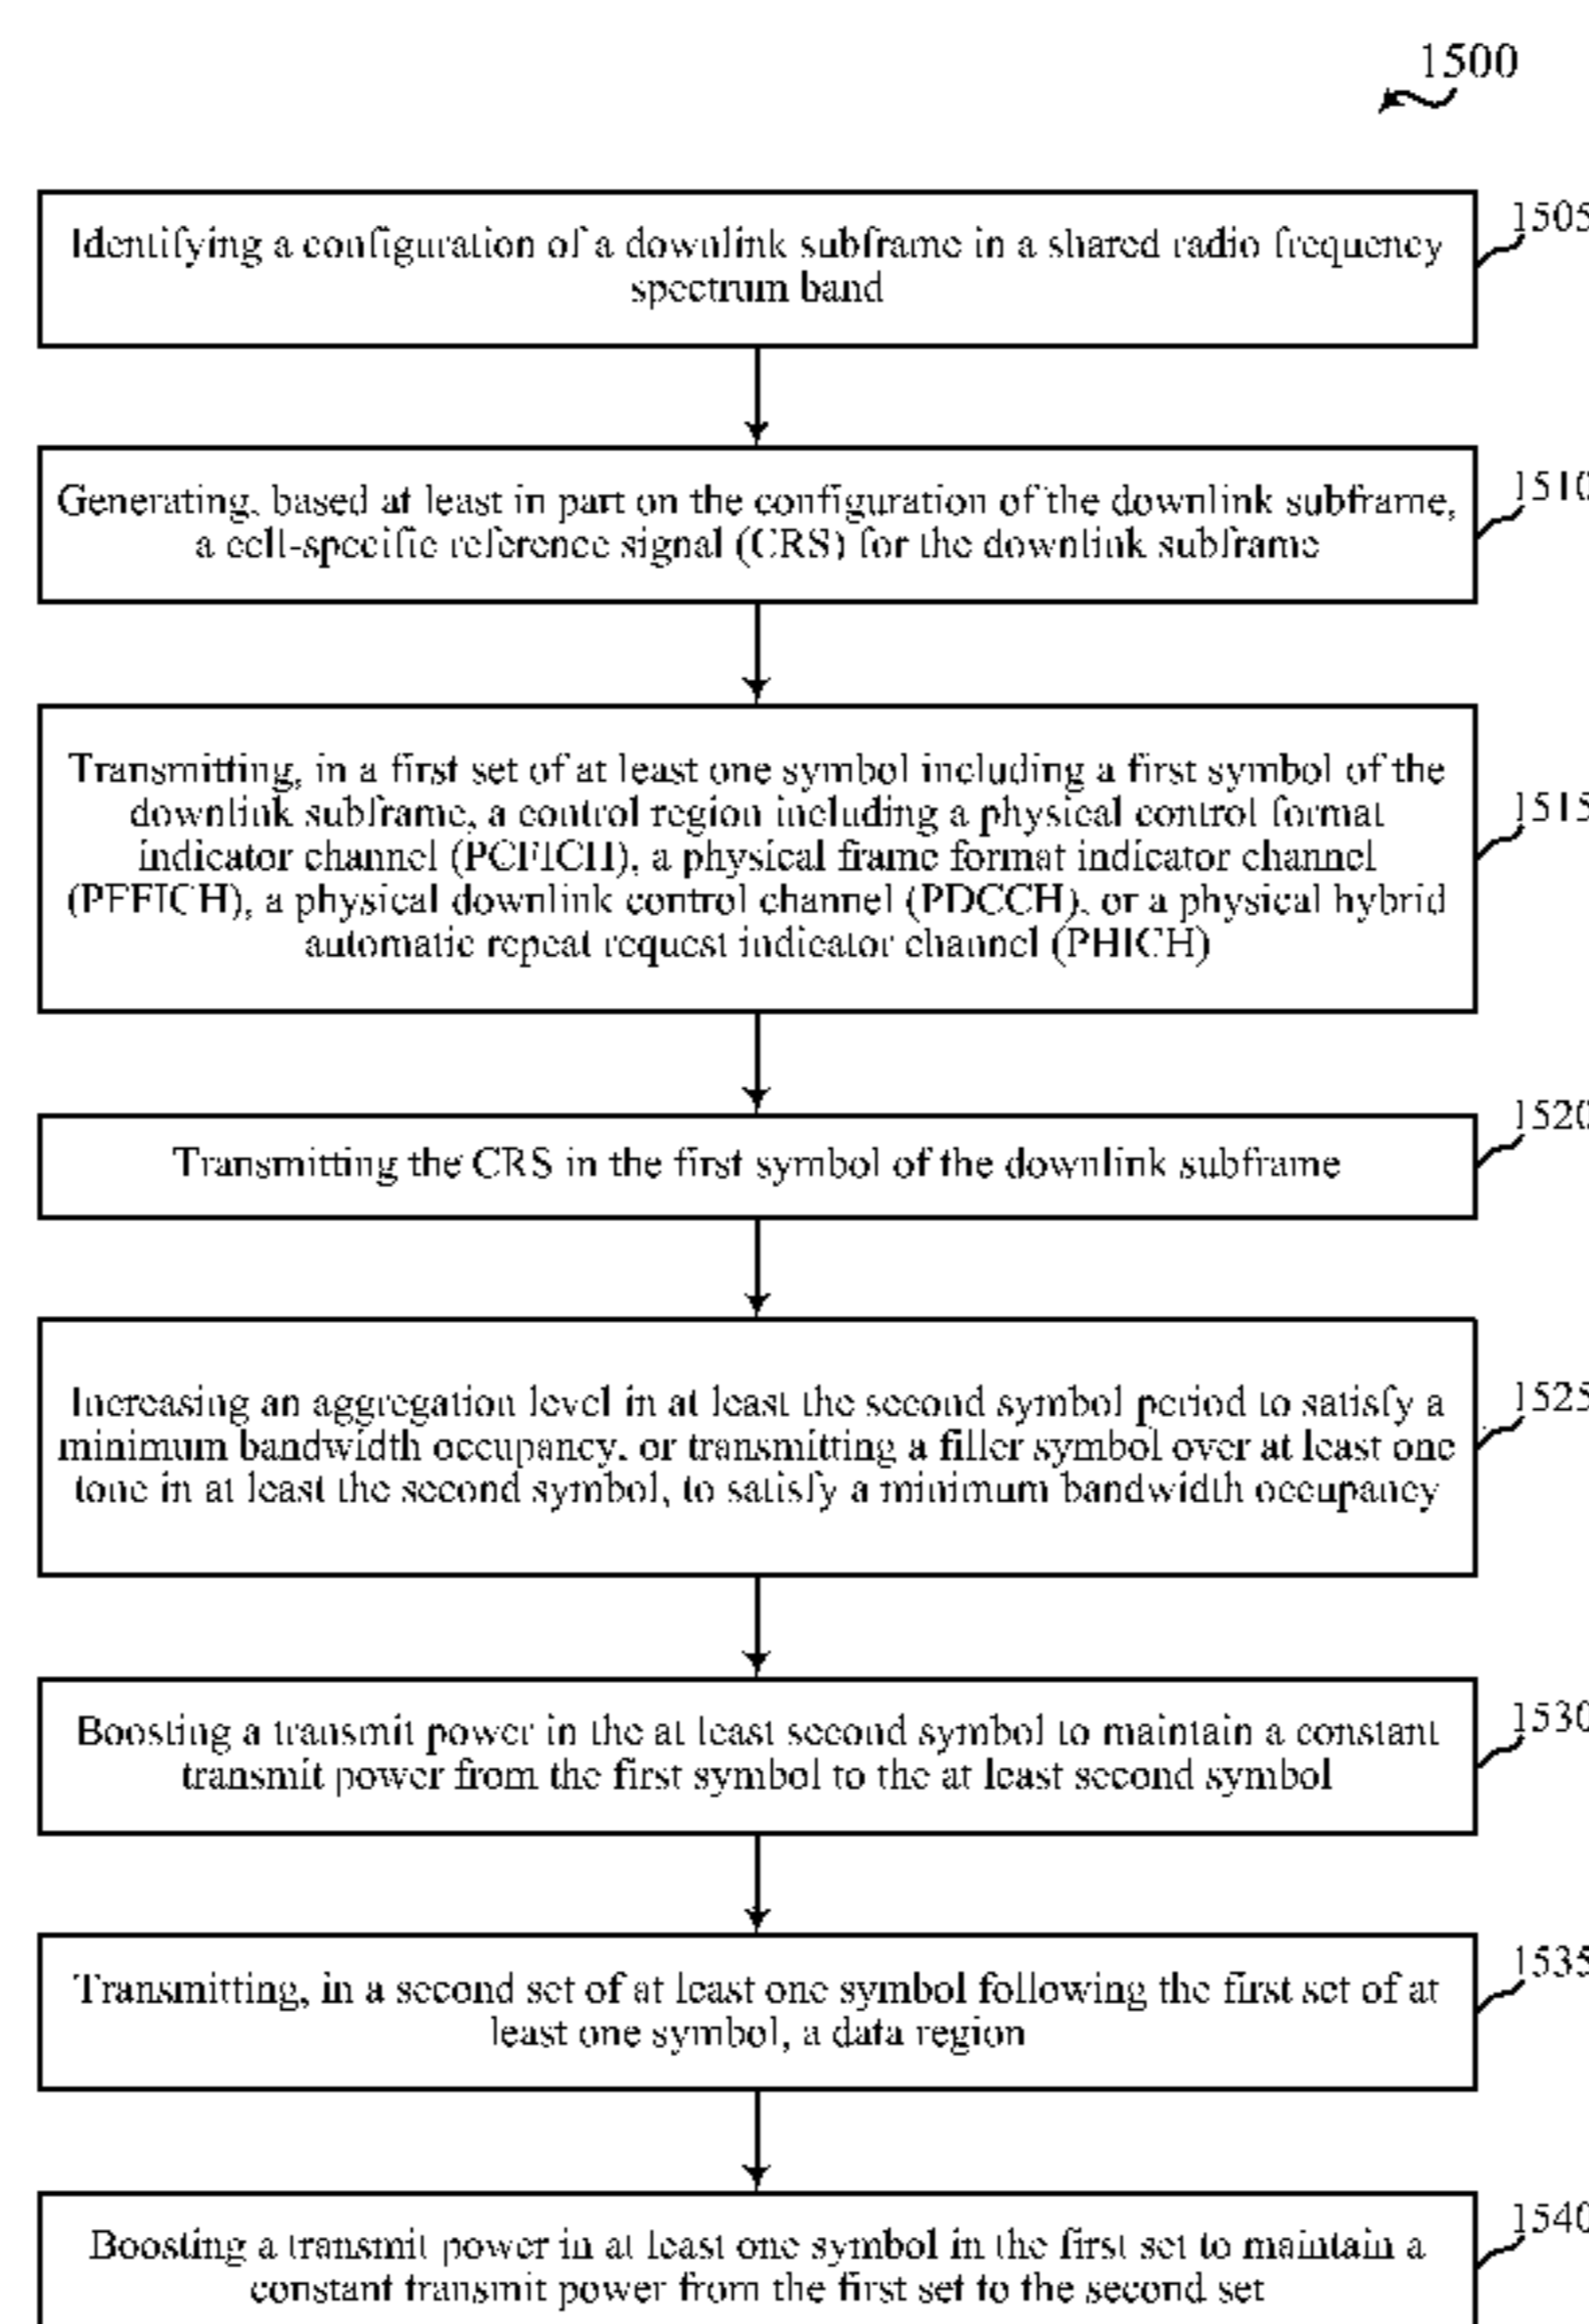 1500
Identifying a configuration of a downlink subframe in a shared radio frequency
spectrum band
1505
Generating, based at least in part on the configuration of the downlink subframe,
a cell-specific reference signal (CRS) for the downlink subframe
1510
Transmitting, in a first set of at least one symbol including a first symbol of the
downlink subframe, a control region including a physical control format
indicator channel (PCFICH), a physical frame format indicator channel
(PFFICH), a physical downlink control channel (PDCCH), or a physical hybrid
automatic repeat request indicator channel (PHICH)
1515
Transmitting the CRS in the first symbol of the downlink subframe
1520
Increasing an aggregation level in at least the second symbol period to satisfy a
minimum bandwidth occupancy, or transmitting a filler symbol over at least one
tone in at least the second symbol, to satisfy a minimum bandwidth occupancy
1525
Boosting a transmit power in the at least second symbol to maintain a constant
transmit power from the first symbol to the at least second symbol
1530
Transmitting, in a second set of at least one symbol following the first set of at
least one symbol, a data region
1535
Boosting a transmit power in at least one symbol in the first set to maintain a
constant transmit power from the first set to the second set
1540